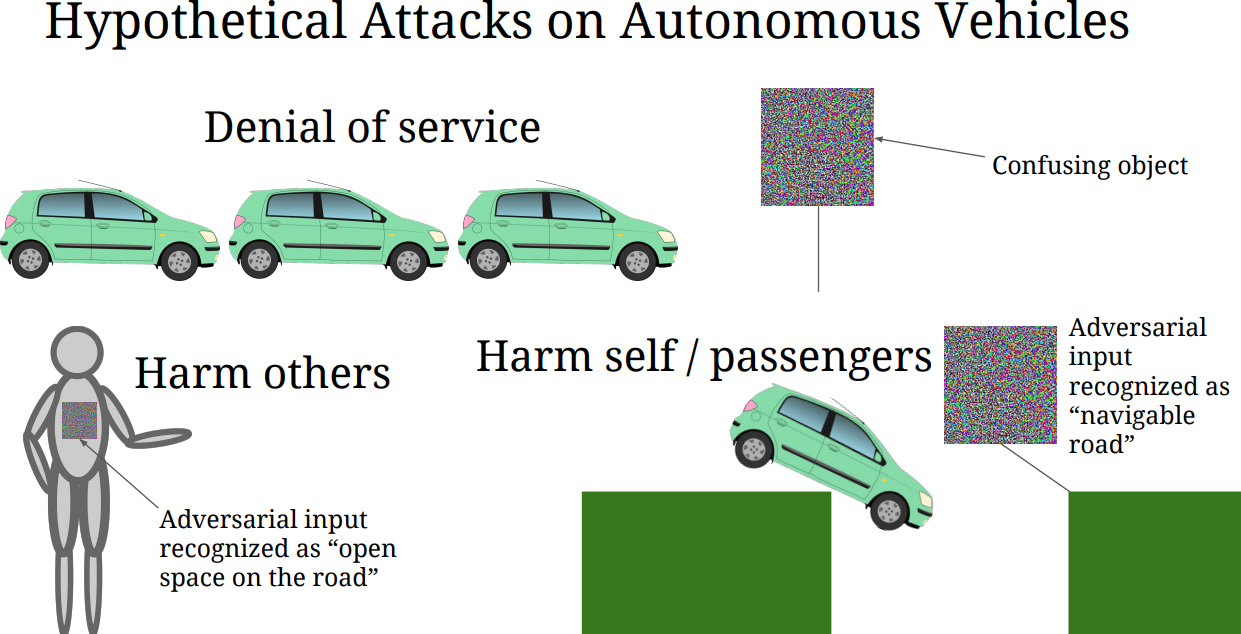 Hypothetical Attacks on Autonomous Vehicles
Denial of service
Confusing object
Harm others
Adversarial input
recognized as “open
space on the road”
Harm self / passengers
Adversarial
input
recognized as
“navigable
road”